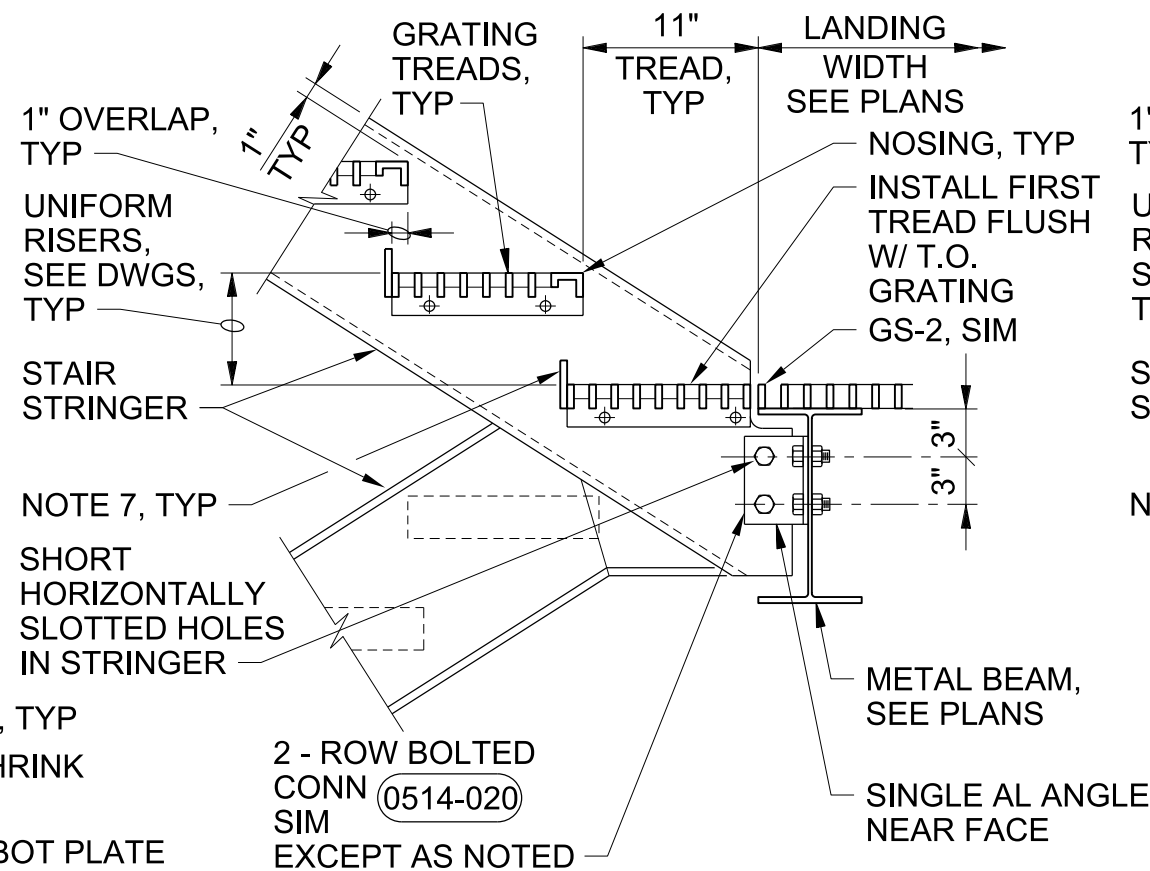 GRATING
TREADS,
TYP
11"
TREAD,
TYP
LANDING
WIDTH
SEE PLANS
1" OVERLAP,
TYP
1"
TYP
NOSING, TYP
INSTALL FIRST
TREAD FLUSH
W/ T.O.
GRATING
GS-2, SIM
UNIFORM
RISERS,
SEE DWGS,
TYP
STAIR
STRINGER
3"
3"
NOTE 7, TYP
SHORT
HORIZONTALLY
SLOTTED HOLES
IN STRINGER
METAL BEAM,
SEE PLANS
, TYP
2 - ROW BOLTED
CONN 0514-020
SIM
EXCEPT AS NOTED
SINGLE AL ANGLE
NEAR FACE
BOT PLATE